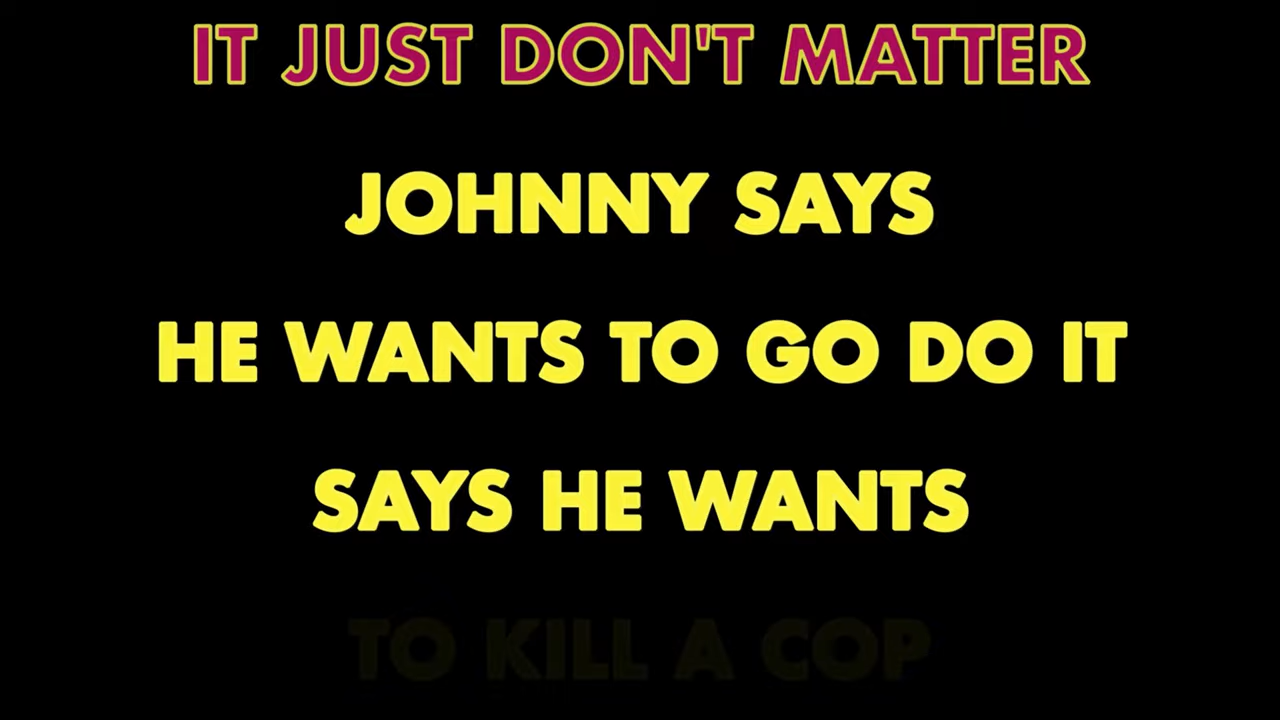 IT JUST DON'T MATTER
JOHNNY SAYS
HE WANTS TO GO DO IT
SAYS HE WANTS
TO KILL A COP